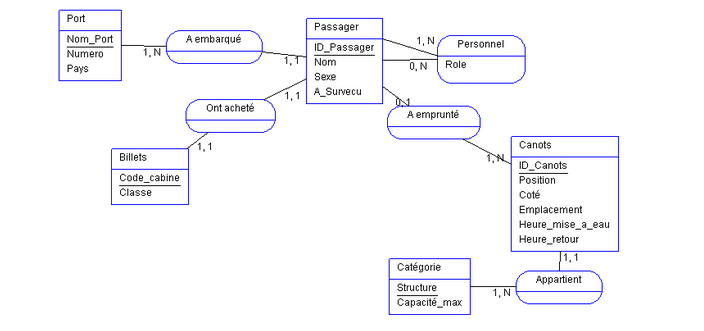 Port
Nom_Port
Numero
Pays
1, N
A embarqué
1, 1
Passager
ID_Passager
Nom
Sexe
A_Survecu
1, N
0, N
Personnel
Role
1, 1
Ont acheté
1, 1
Billets
Code_cabine
Classe
0, 1
A emprunté
1, N
Canots
ID_Canots
Position
Coté
Emplacement
Heure_mise_a_eau
Heure_retour
1, 1
Appartient
1, N
Catégorie
Structure
Capacité_max